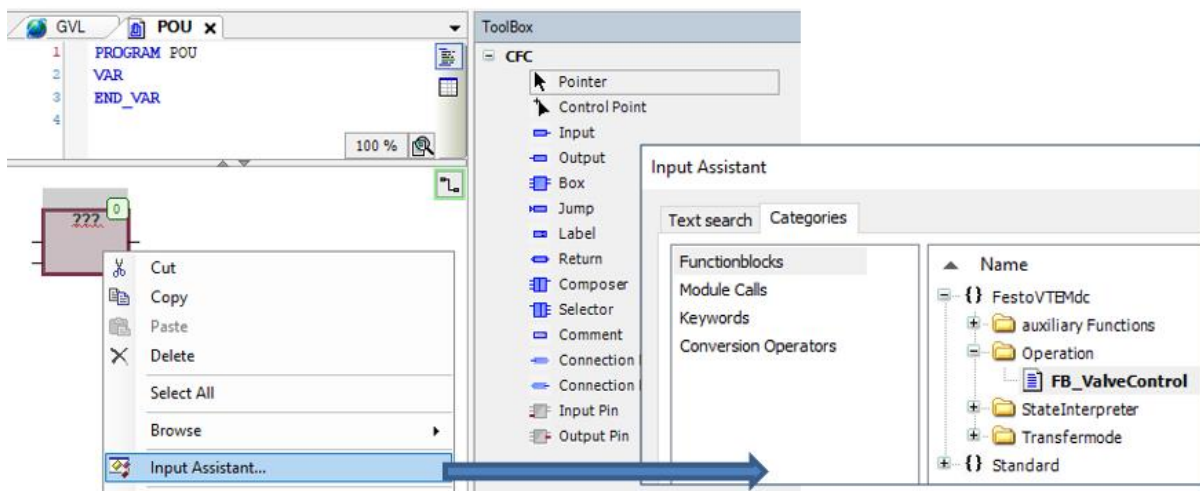 GVL
POU x
1 PROGRAM POU
2 VAR
3 END_VAR
4
100 %
???
0
Cut
Copy
Paste
Delete
Select All
Browse
Input Assistant...
ToolBox
CFC
Pointer
Control Point
Input
Output
Box
Jump
Label
Return
Composer
Selector
Comment
Connection
Connection
Input Pin
Output Pin
Input Assistant
Text search Categories
Functionblocks
Module Calls
Keywords
Conversion Operators
Name
{} FestoVTEMdc
auxiliary Functions
Operation
FB_ValveControl
StateInterpreter
Transfermode
{} Standard